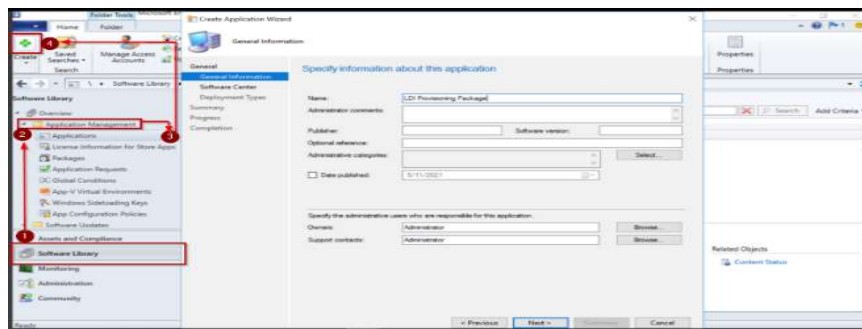 Folder Tools
Home
Folder
Create
Saved Searches
Manage Access Accounts
Search
Properties
Properties
\ Software Library
Software Library
Overview
Application Management
Applications
License Information for Store Apps
Packages
Application Requests
Global Conditions
App-V Virtual Environments
Windows Sideloading Keys
App Configuration Policies
Software Updates
Assets and Compliance
Software Library
Monitoring
Administration
Community
Ready
1
2
3
4
Create Application Wizard
General Information
General
General Information
Software Center
Deployment Types
Summary
Progress
Completion
Specify information about this application
Name: LDI Provisioning Package
Administrator comments:
Publisher: Software version:
Optional reference:
Administrative categories: Select...
Date published: 5/11/2021
Specify the administrative users who are responsible for this application.
Owners: Administrator Browse...
Support contacts: Administrator Browse...
< Previous Next > Summary Cancel
Search Add Criteria
Related Objects
Content Status